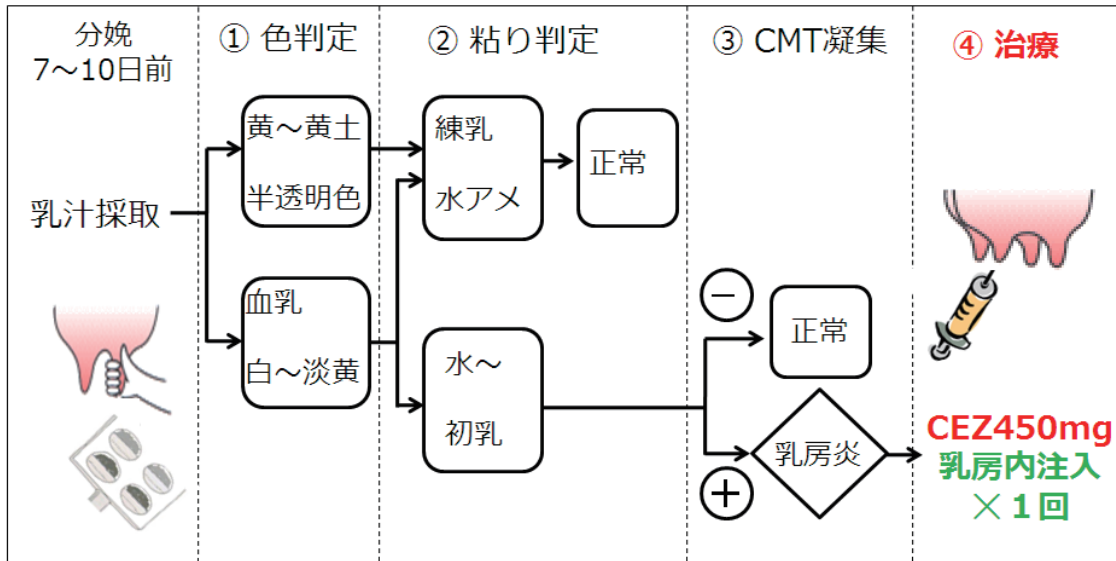 分娩
7～10日前
① 色判定
② 粘り判定
③ CMT凝集
④ 治療
乳汁採取
黄～黄土
半透明色
血乳
白～淡黄
練乳
水アメ
正常
水～
初乳
−
正常
+
乳房炎
CEZ450mg
乳房内注入
×１回